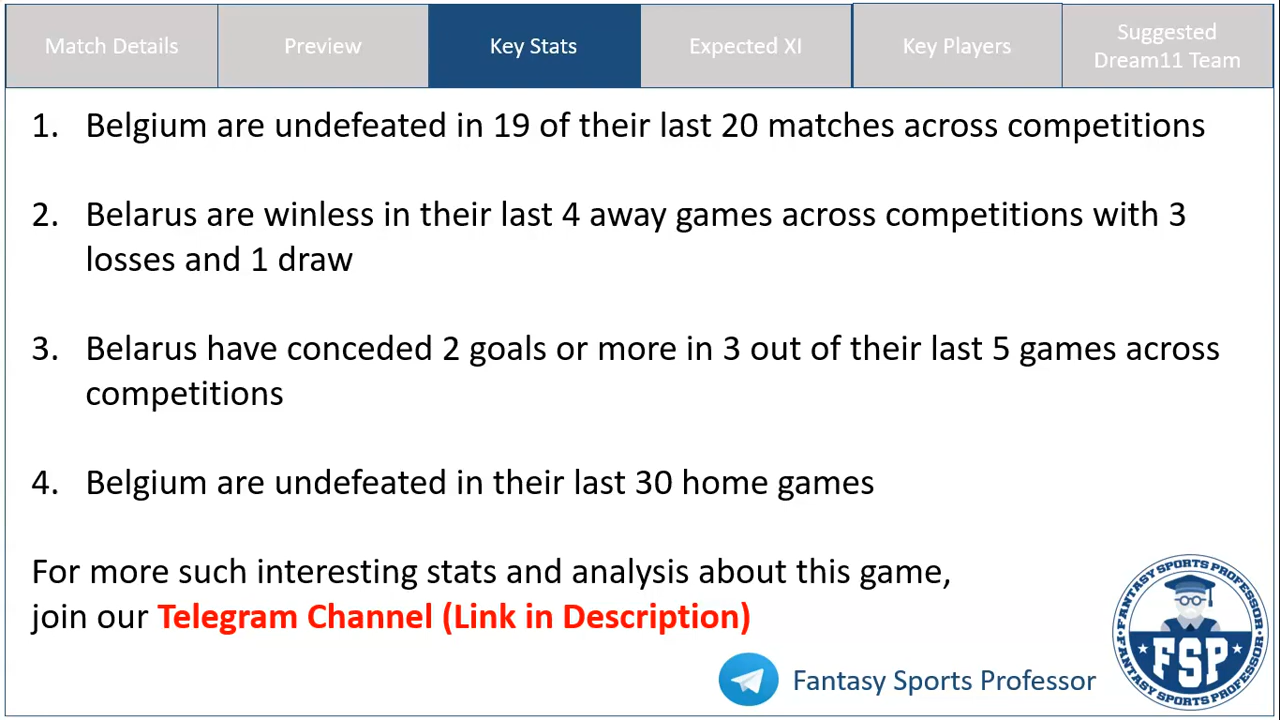 Match Details
Preview
Key Stats
Expected XI
Key Players
Suggested
Dream11 Team
1. Belgium are undefeated in 19 of their last 20 matches across competitions
2. Belarus are winless in their last 4 away games across competitions with 3
losses and 1 draw
3. Belarus have conceded 2 goals or more in 3 out of their last 5 games across
competitions
4. Belgium are undefeated in their last 30 home games
For more such interesting stats and analysis about this game,
join our Telegram Channel (Link in Description)
Fantasy Sports Professor
FANTASY SPORTS PROFESSOR
FSP
FANTASY SPORTS PROFESSOR